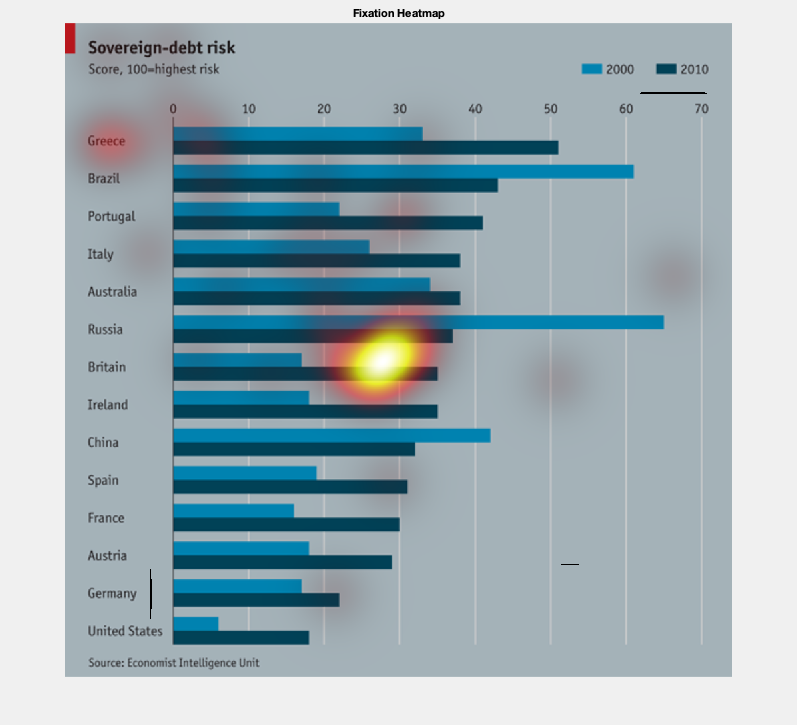 Fixation Heatmap
Sovereign-debt risk
Score, 100=highest risk
2000 2010
0 10 20 30 40 50 60 70
Greece
Brazil
Portugal
Italy
Australia
Russia
Britain
Ireland
China
Spain
France
Austria
Germany
United States
Source: Economist Intelligence Unit